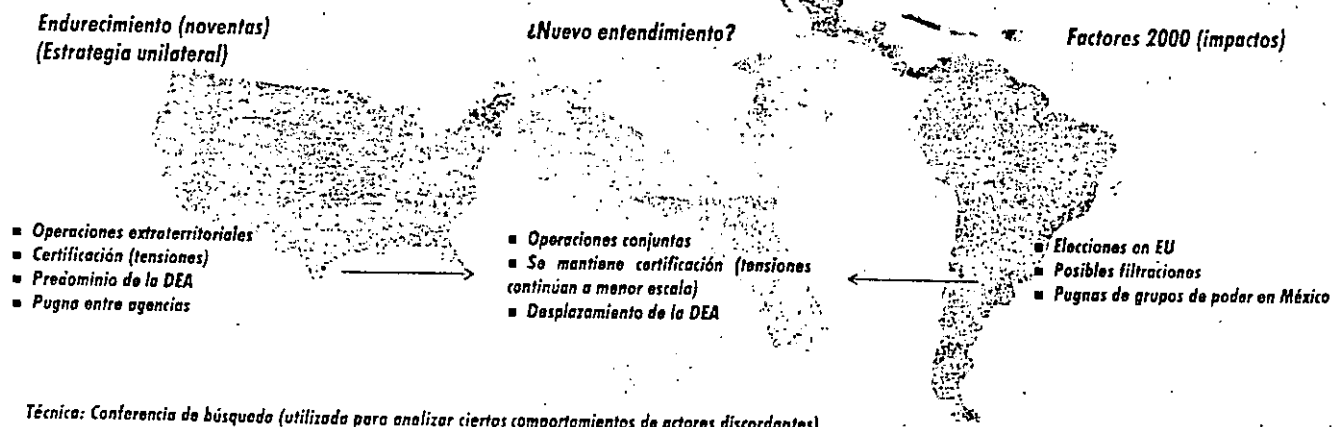 Endurecimiento (noventas)
(Estrategia unilateral)
¿Nuevo entendimiento?
Factores 2000 (impactos)
■ Operaciones extraterritoriales
■ Certificación (tensiones)
■ Predominio de la DEA
■ Pugna entre agencias
■ Operaciones conjuntas
■ Se mantiene certificación (tensiones
continúan a menor escala)
■ Desplazamiento de la DEA
■ Elecciones en EU
■ Posibles filtraciones
■ Pugnas de grupos de poder en México
Técnica: Conferencia de búsqueda (utilizada para analizar ciertos comportamientos de actores discordantes)